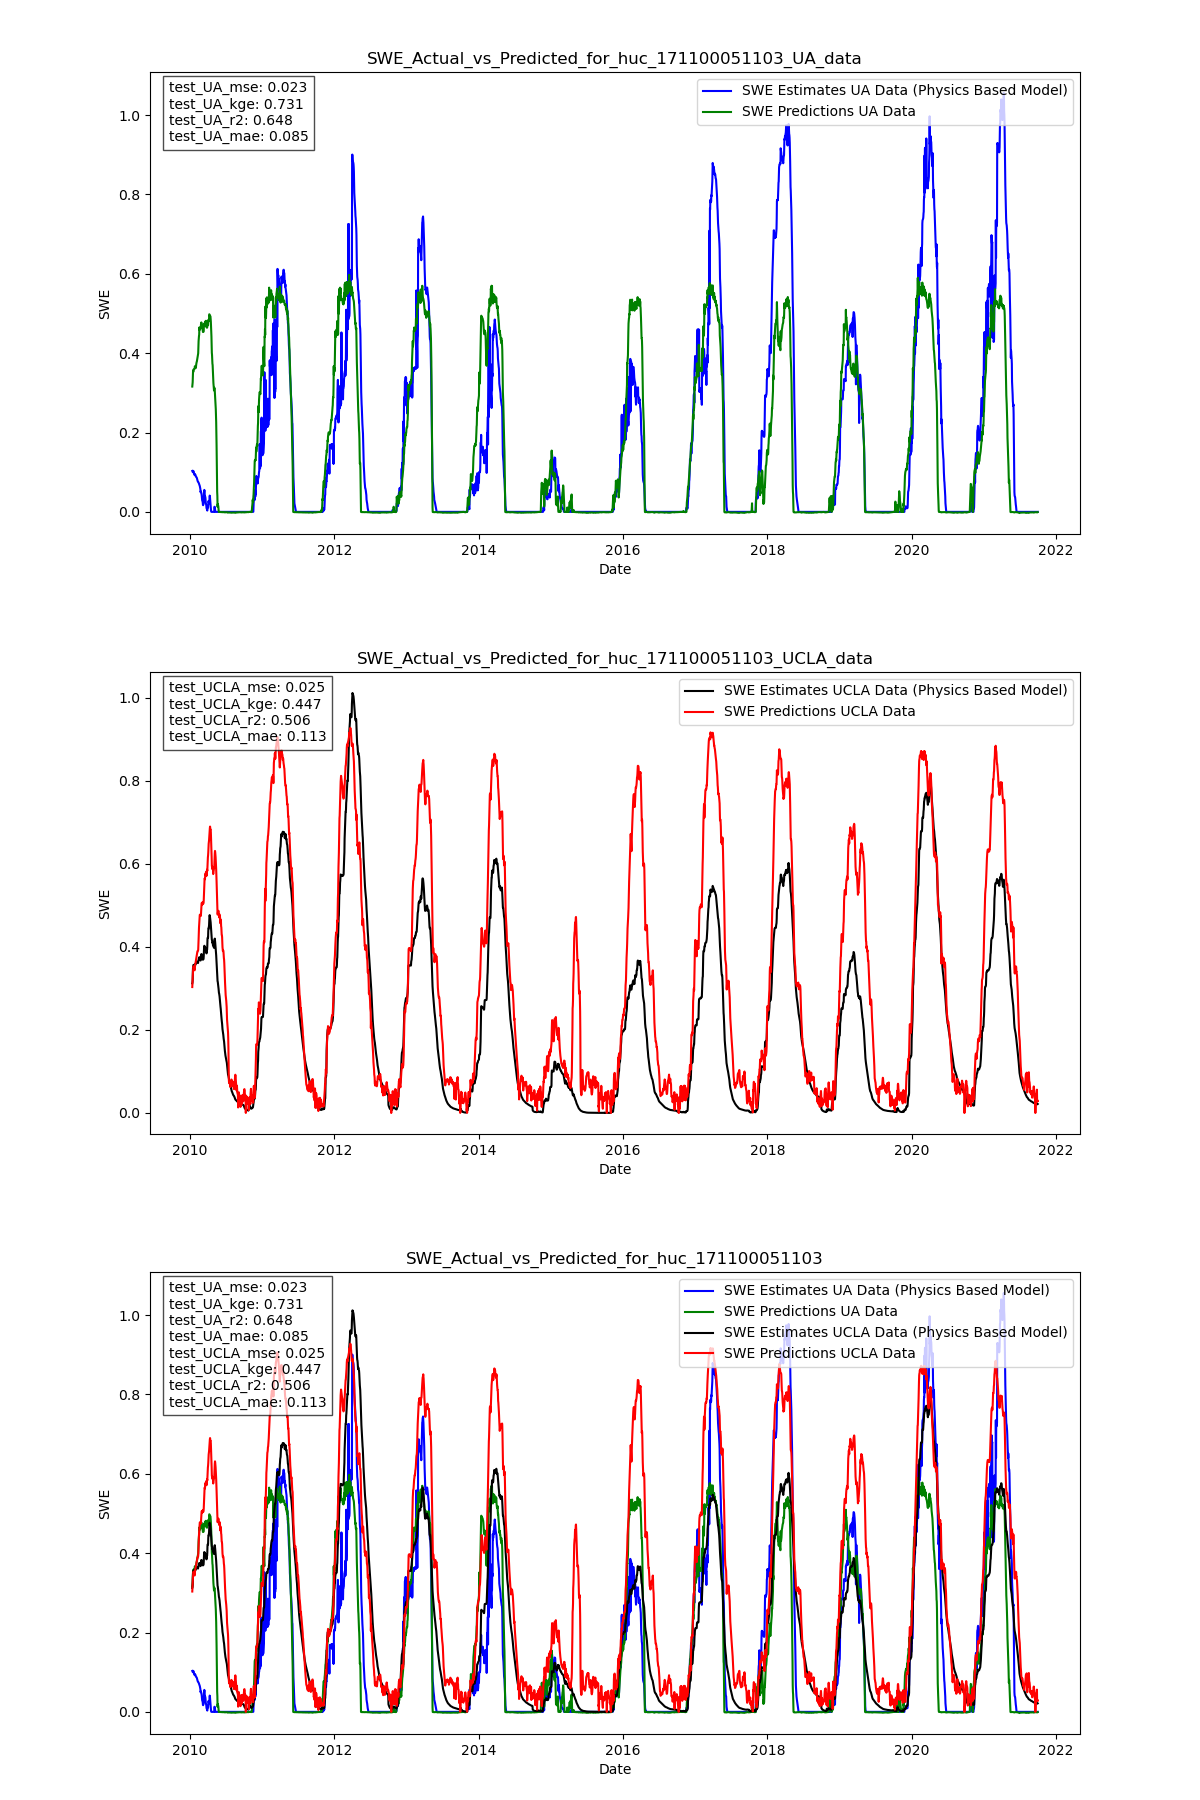 SWE_Actual_vs_Predicted_for_huc_171100051103_UA_data
test_UA_mse: 0.023
test_UA_kge: 0.731
test_UA_r2: 0.648
test_UA_mae: 0.085
SWE Estimates UA Data (Physics Based Model)
SWE Predictions UA Data
1.0
0.8
0.6
0.4
0.2
0.0
SWE
2010 2012 2014 2016 2018 2020 2022
Date
SWE_Actual_vs_Predicted_for_huc_171100051103_UCLA_data
test_UCLA_mse: 0.025
test_UCLA_kge: 0.447
test_UCLA_r2: 0.506
test_UCLA_mae: 0.113
SWE Estimates UCLA Data (Physics Based Model)
SWE Predictions UCLA Data
1.0
0.8
0.6
0.4
0.2
0.0
SWE
2010 2012 2014 2016 2018 2020 2022
Date
SWE_Actual_vs_Predicted_for_huc_171100051103
test_UA_mse: 0.023
test_UA_kge: 0.731
test_UA_r2: 0.648
test_UA_mae: 0.085
test_UCLA_mse: 0.025
test_UCLA_kge: 0.447
test_UCLA_r2: 0.506
test_UCLA_mae: 0.113
SWE Estimates UA Data (Physics Based Model)
SWE Predictions UA Data
SWE Estimates UCLA Data (Physics Based Model)
SWE Predictions UCLA Data
1.0
0.8
0.6
0.4
0.2
0.0
SWE
2010 2012 2014 2016 2018 2020 2022
Date